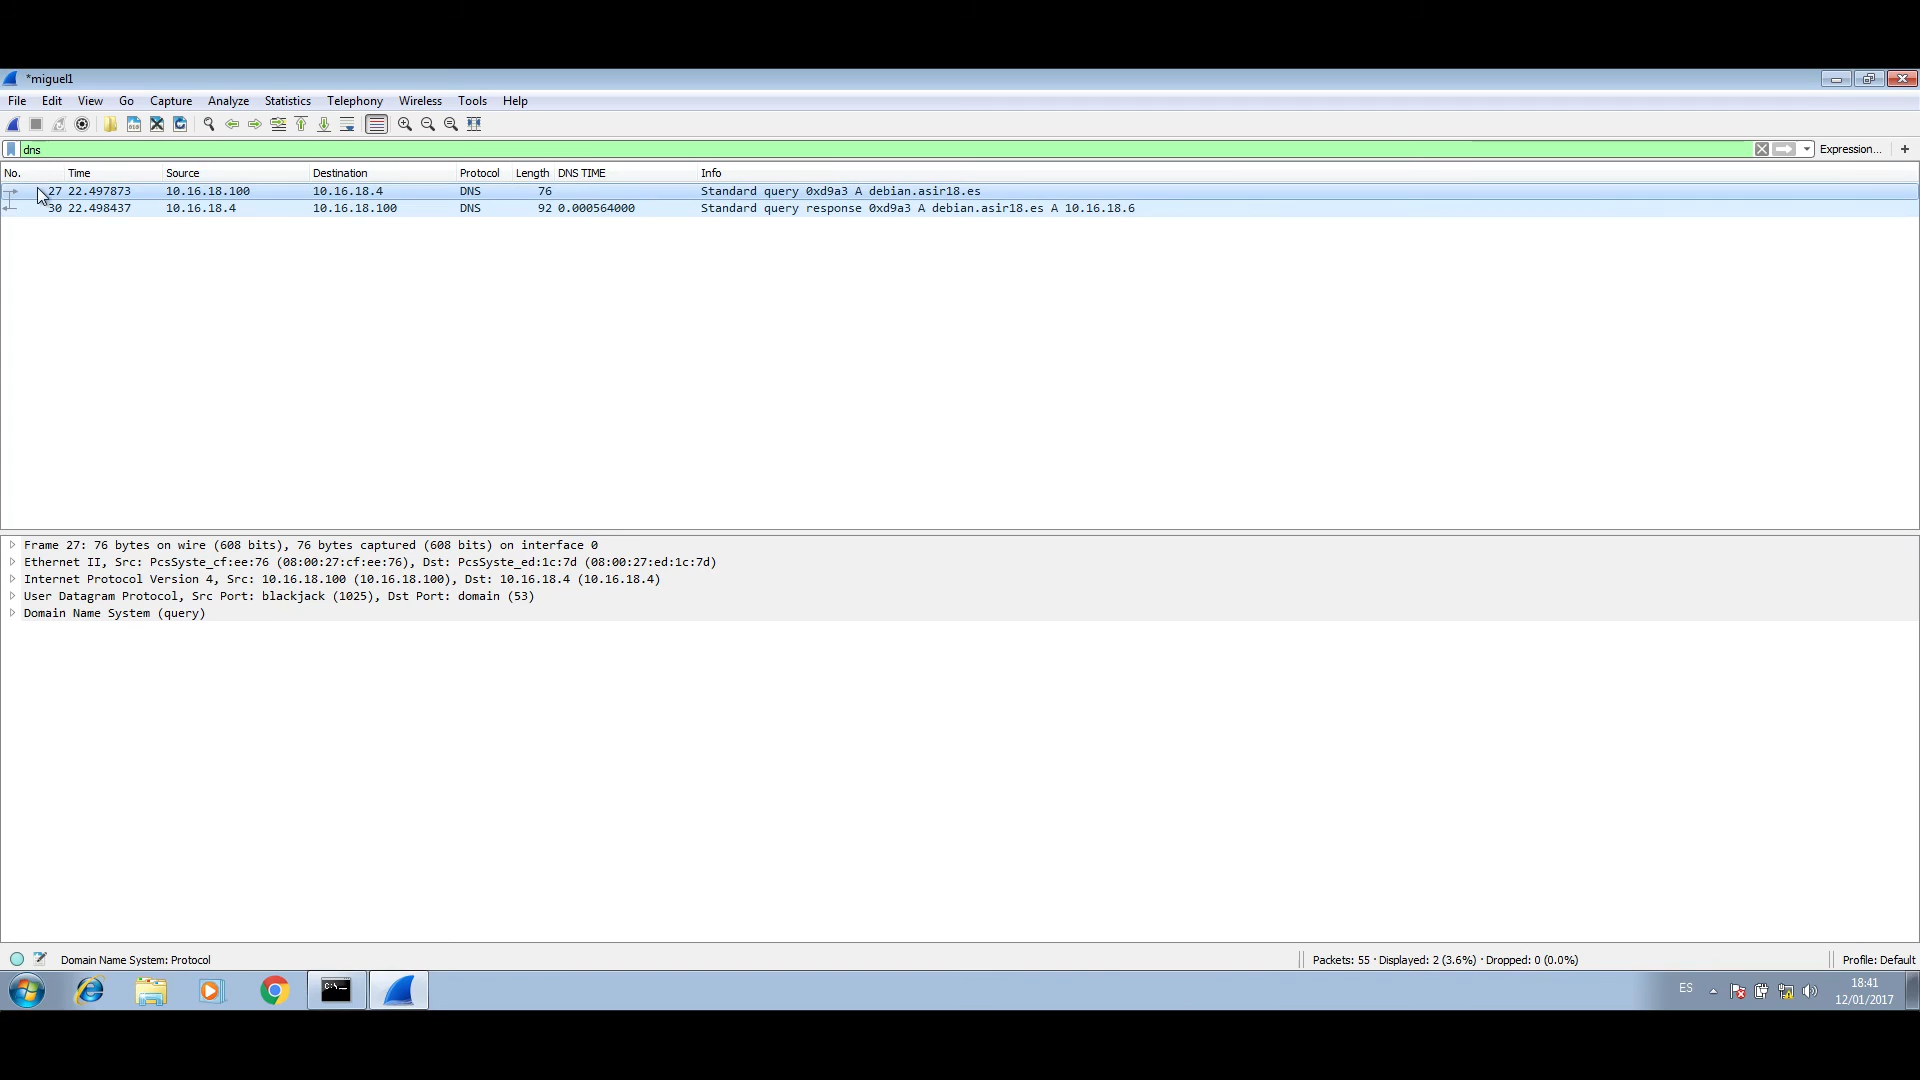 *miguel1
File Edit View Go Capture Analyze Statistics Telephony Wireless Tools Help
dns Expression... +
No. Time Source Destination Protocol Length DNS TIME Info
27 22.497873 10.16.18.100 10.16.18.4 DNS 76 Standard query 0xd9a3 A debian.asir18.es
30 22.498437 10.16.18.4 10.16.18.100 DNS 92 0.000564000 Standard query response 0xd9a3 A debian.asir18.es A 10.16.18.6
Frame 27: 76 bytes on wire (608 bits), 76 bytes captured (608 bits) on interface 0
Ethernet II, Src: PcsSyste_cf:ee:76 (08:00:27:cf:ee:76), Dst: PcsSyste_ed:1c:7d (08:00:27:ed:1c:7d)
Internet Protocol Version 4, Src: 10.16.18.100 (10.16.18.100), Dst: 10.16.18.4 (10.16.18.4)
User Datagram Protocol, Src Port: blackjack (1025), Dst Port: domain (53)
Domain Name System (query)
Domain Name System: Protocol Packets: 55 · Displayed: 2 (3.6%) · Dropped: 0 (0.0%) Profile: Default
C:\_
ES 18:41
12/01/2017